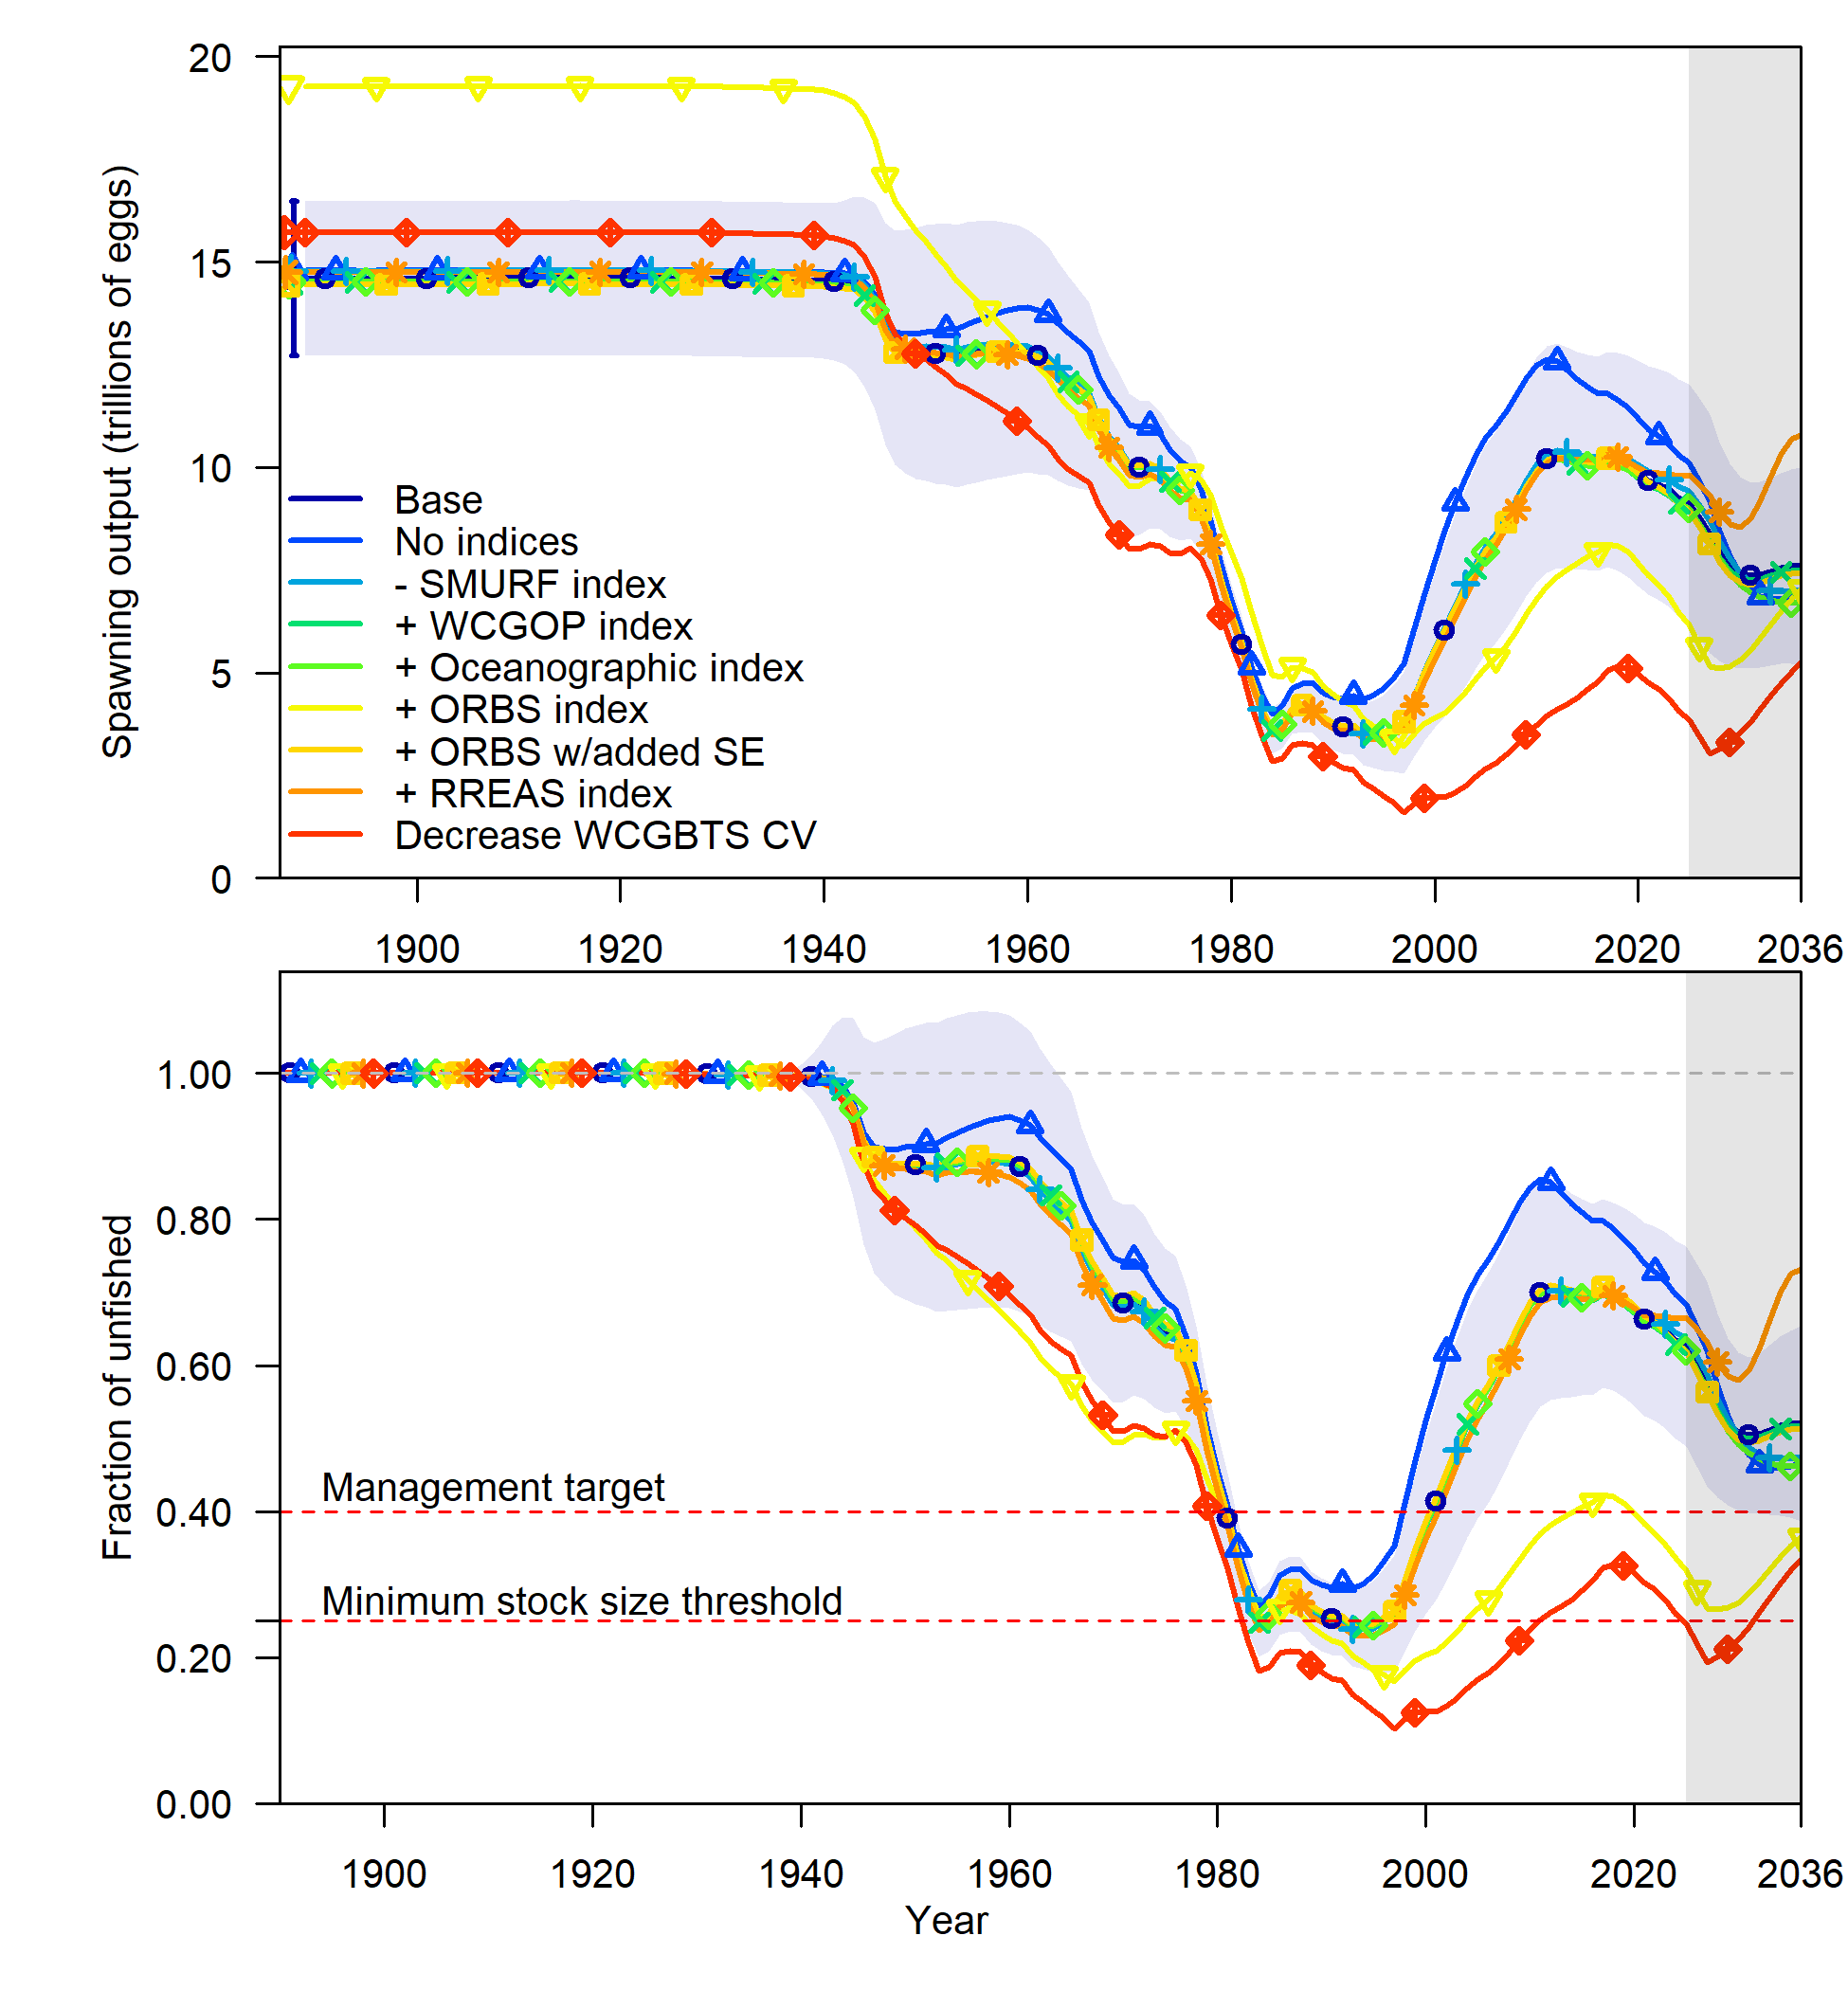 20
15
10
5
0
Spawning output (trillions of eggs)
Base
No indices
- SMURF index
+ WCGOP index
+ Oceanographic index
+ ORBS index
+ ORBS w/added SE
+ RREAS index
Decrease WCGBTS CV
1900 1920 1940 1960 1980 2000 2020 2036
1.00
0.80
0.60
0.40
0.20
0.00
Fraction of unfished
Management target
Minimum stock size threshold
1900 1920 1940 1960 1980 2000 2020 2036
Year